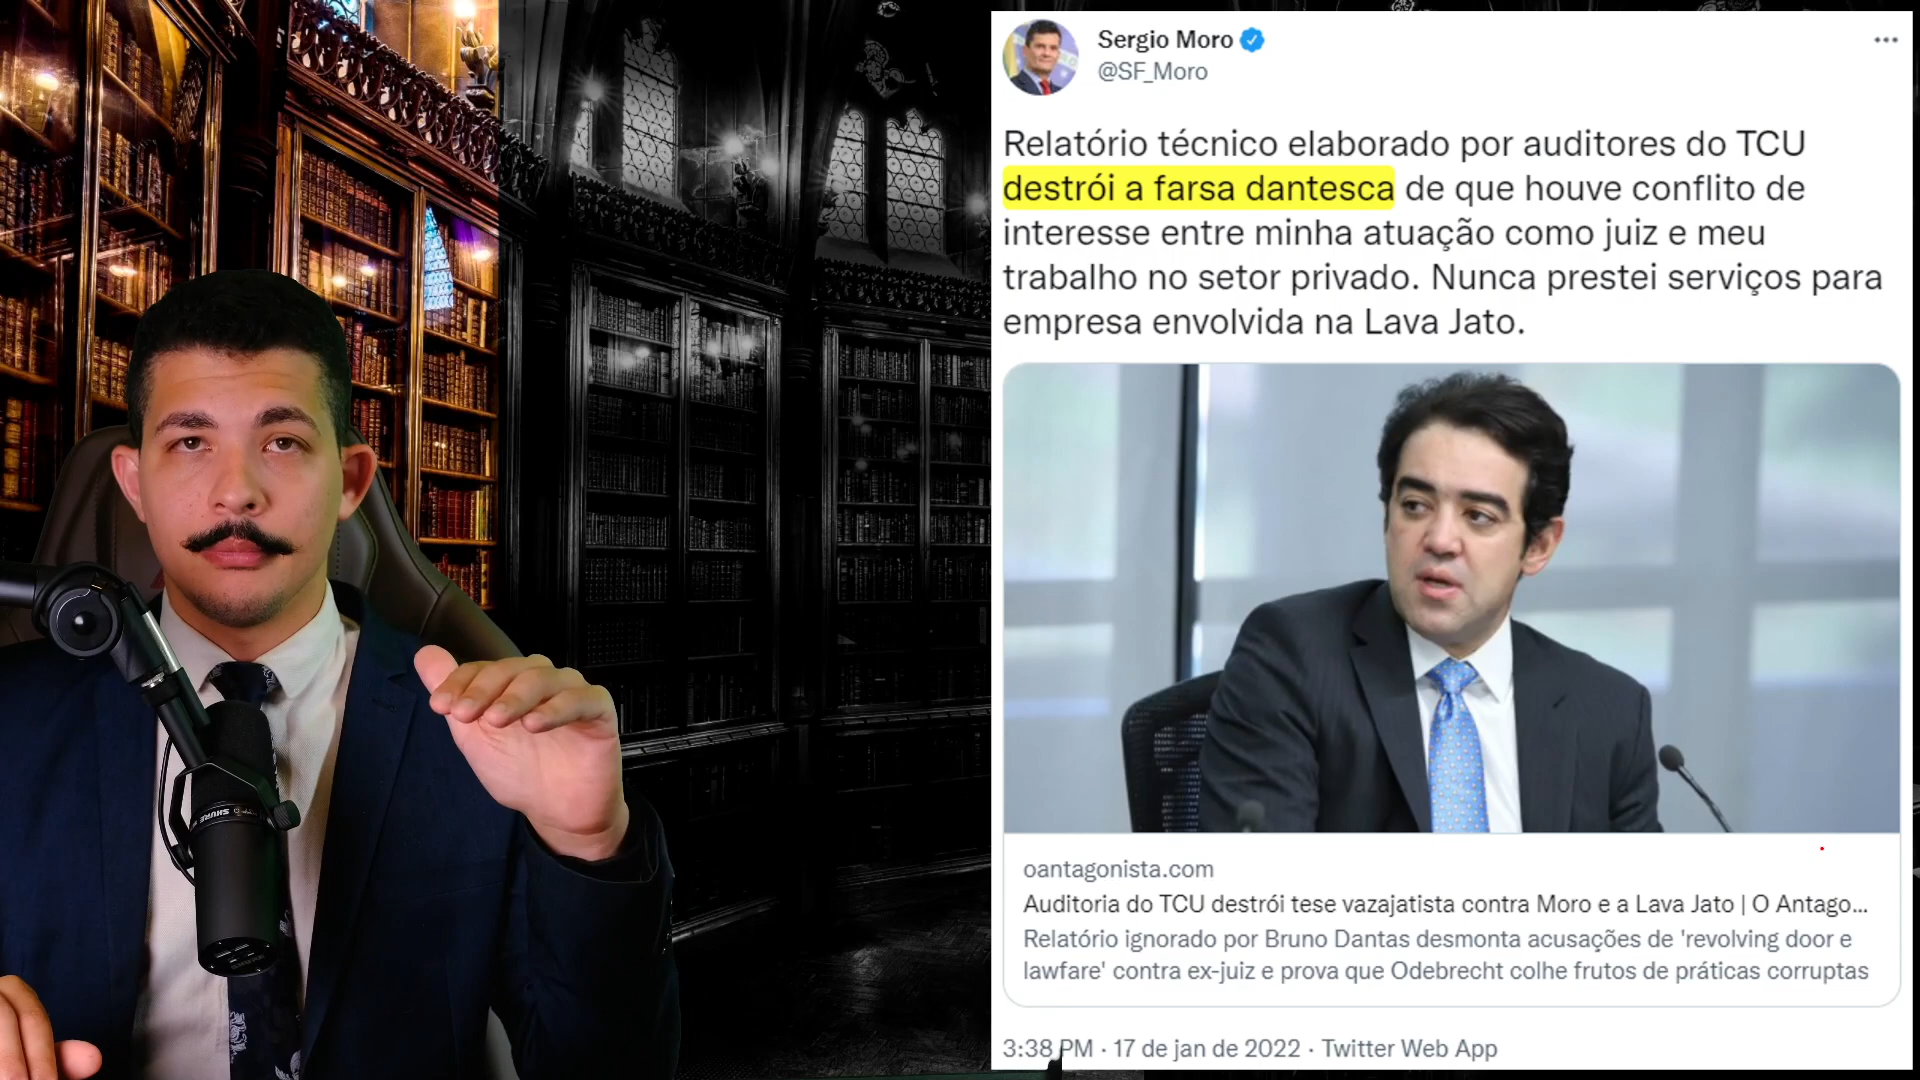 Sergio Moro
@SF_Moro
Relatório técnico elaborado por auditores do TCU
destrói a farsa dantesca de que houve conflito de
interesse entre minha atuação como juiz e meu
trabalho no setor privado. Nunca prestei serviços para
empresa envolvida na Lava Jato.
oantagonista.com
Auditoria do TCU destrói tese vazajatista contra Moro e a Lava Jato | O Antago...
Relatório ignorado por Bruno Dantas desmonta acusações de 'revolving door e
lawfare' contra ex-juiz e prova que Odebrecht colhe frutos de práticas corruptas
3:38 PM · 17 de jan de 2022 · Twitter Web App
SHURE